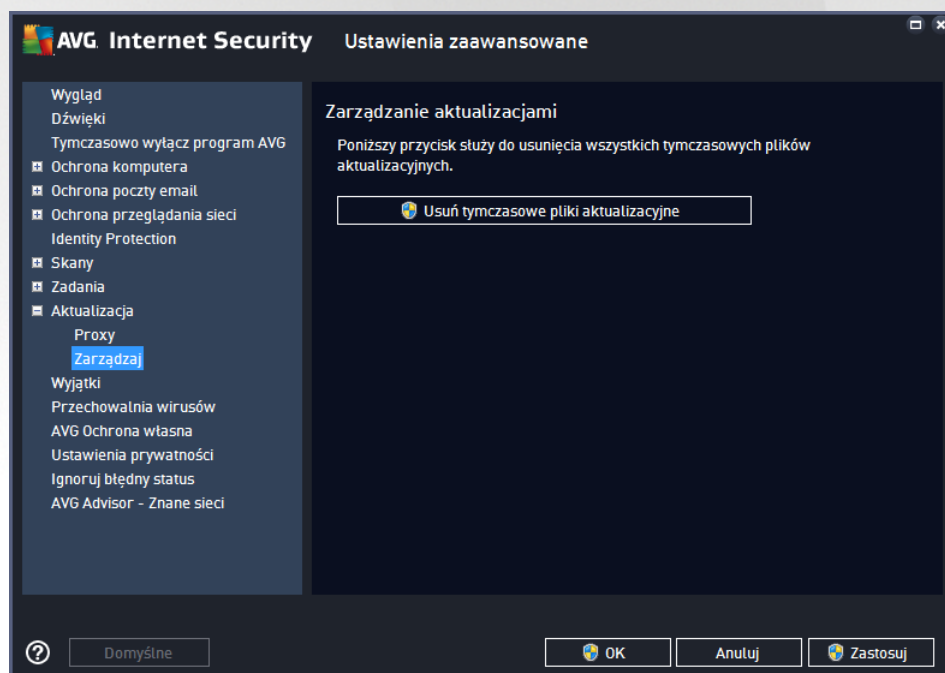 AVG. Internet Security Ustawienia zaawansowane
Wygląd
Dźwięki
Tymczasowo wyłącz program AVG
Ochrona komputera
Ochrona poczty email
Ochrona przeglądania sieci
Identity Protection
Skany
Zadania
Aktualizacja
Proxy
Zarządzaj
Wyjątki
Przechowalnia wirusów
AVG Ochrona własna
Ustawienia prywatności
Ignoruj błędny status
AVG Advisor - Znane sieci
Zarządzanie aktualizacjami
Poniższy przycisk służy do usunięcia wszystkich tymczasowych plików
aktualizacyjnych.
Usuń tymczasowe pliki aktualizacyjne
? Domyślne OK Anuluj Zastosuj